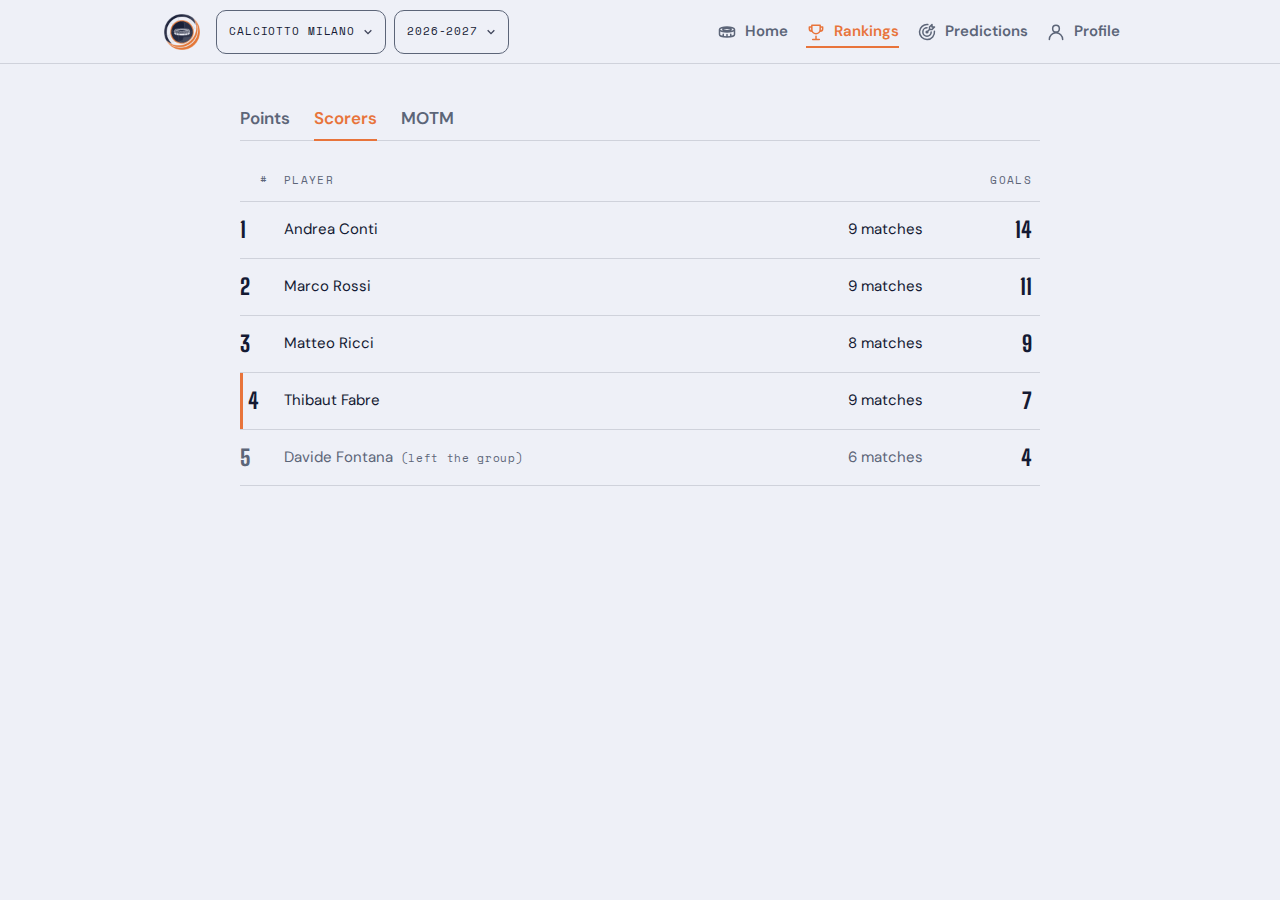 CALCIOTTO MILANO 2026-2027 Home Rankings Predictions Profile
Points Scorers MOTM
# PLAYER GOALS
1 Andrea Conti 9 matches 14
2 Marco Rossi 9 matches 11
3 Matteo Ricci 8 matches 9
4 Thibaut Fabre 9 matches 7
5 Davide Fontana (left the group) 6 matches 4